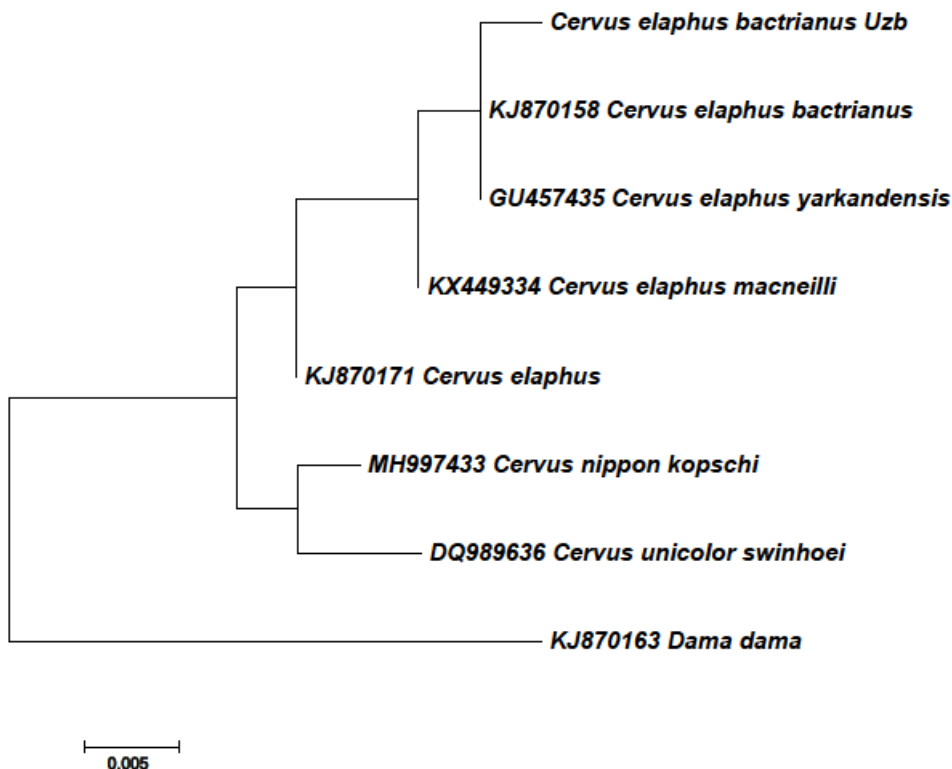 Cervus elaphus bactrianus Uzb
KJ870158 Cervus elaphus bactrianus
GU457435 Cervus elaphus yarkandensis
KX449334 Cervus elaphus macneilli
KJ870171 Cervus elaphus
MH997433 Cervus nippon kopschi
DQ989636 Cervus unicolor swinhoei
KJ870163 Dama dama
0.005